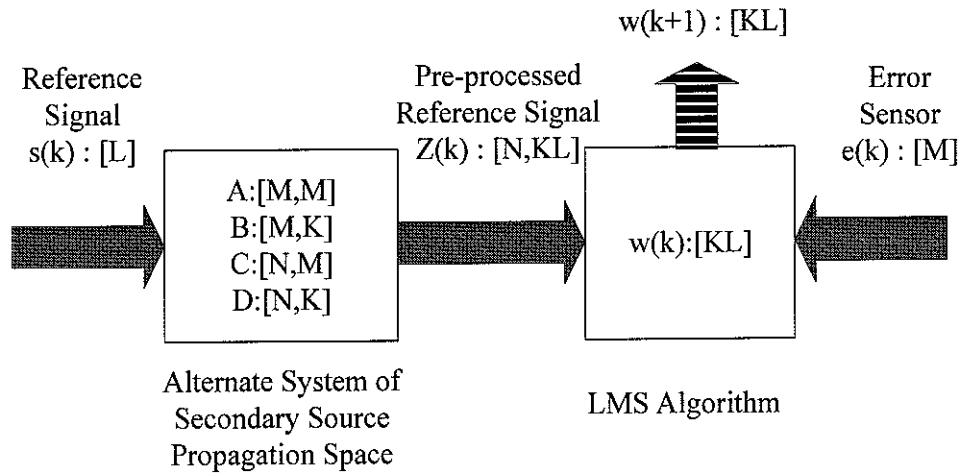 w(k+1) : [KL]
Reference
Signal
s(k) : [L]
Pre-processed
Reference Signal
Z(k) : [N,KL]
Error
Sensor
e(k) : [M]
A:[M,M]
B:[M,K]
C:[N,M]
D:[N,K]
w(k):[KL]
Alternate System of
Secondary Source
Propagation Space
LMS Algorithm